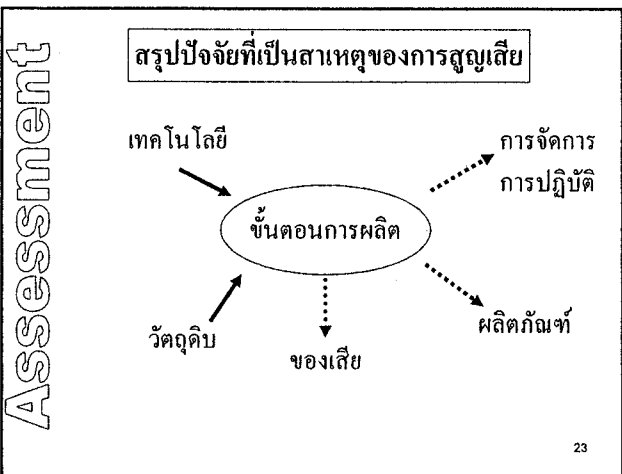 Assessment
สรุปปัจจัยที่เป็นสาเหตุของการสูญเสีย
เทคโนโลยี
การจัดการ
การปฏิบัติ
ขั้นตอนการผลิต
วัตถุดิบ
ของเสีย
ผลิตภัณฑ์
23